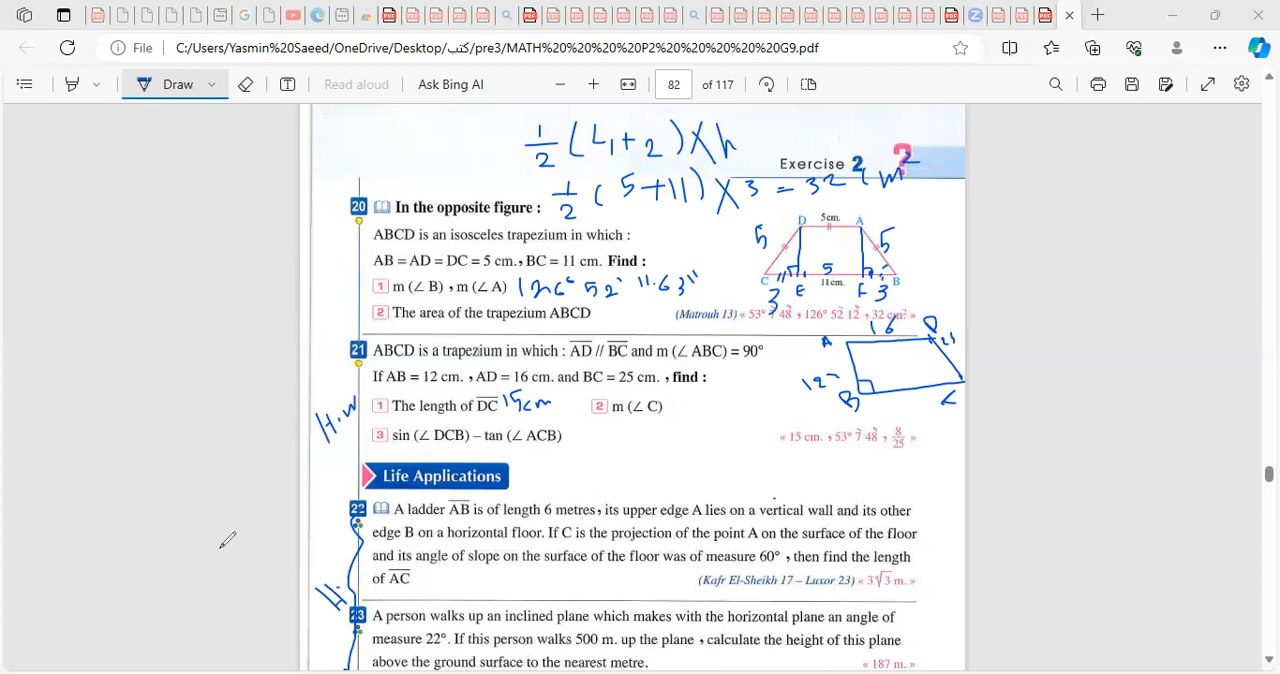 File C:/Users/Yasmin%20Saeed/OneDrive/Desktop/كتب/pre3/MATH%20%20%20%20P2%20%20%20%20%20G9.pdf
Draw Read aloud Ask Bing AI 82 of 117
1/2 (L1+2) X h
Exercise 2 ?
1/2 (5+11) X 3 = 32 cm²
20 In the opposite figure :
ABCD is an isosceles trapezium in which :
AB = AD = DC = 5 cm. , BC = 11 cm. Find :
1 m (∠ B) , m (∠ A) 126° 52'
2 The area of the trapezium ABCD
(Matrouh 13) « 53° 7̀ 48̏ , 126° 52̀ 12̏ , 32 cm². »
D 5cm. A
5 5
5
C E 11cm. F B
3 3
21 ABCD is a trapezium in which : AD // BC and m (∠ ABC) = 90°
If AB = 12 cm. , AD = 16 cm. and BC = 25 cm. , find :
1 The length of DC 15cm 2 m (∠ C)
3 sin (∠ DCB) – tan (∠ ACB)
« 15 cm. , 53° 7̀ 48̏ , 8/25 »
A 16 D
12
B C
H.w
Life Applications
22 A ladder AB is of length 6 metres, its upper edge A lies on a vertical wall and its other
edge B on a horizontal floor. If C is the projection of the point A on the surface of the floor
and its angle of slope on the surface of the floor was of measure 60° , then find the length
of AC (Kafr El-Sheikh 17 – Luxor 23) « 3√3 m. »
23 A person walks up an inclined plane which makes with the horizontal plane an angle of
measure 22°. If this person walks 500 m. up the plane , calculate the height of this plane
above the ground surface to the nearest metre. « 187 m. »